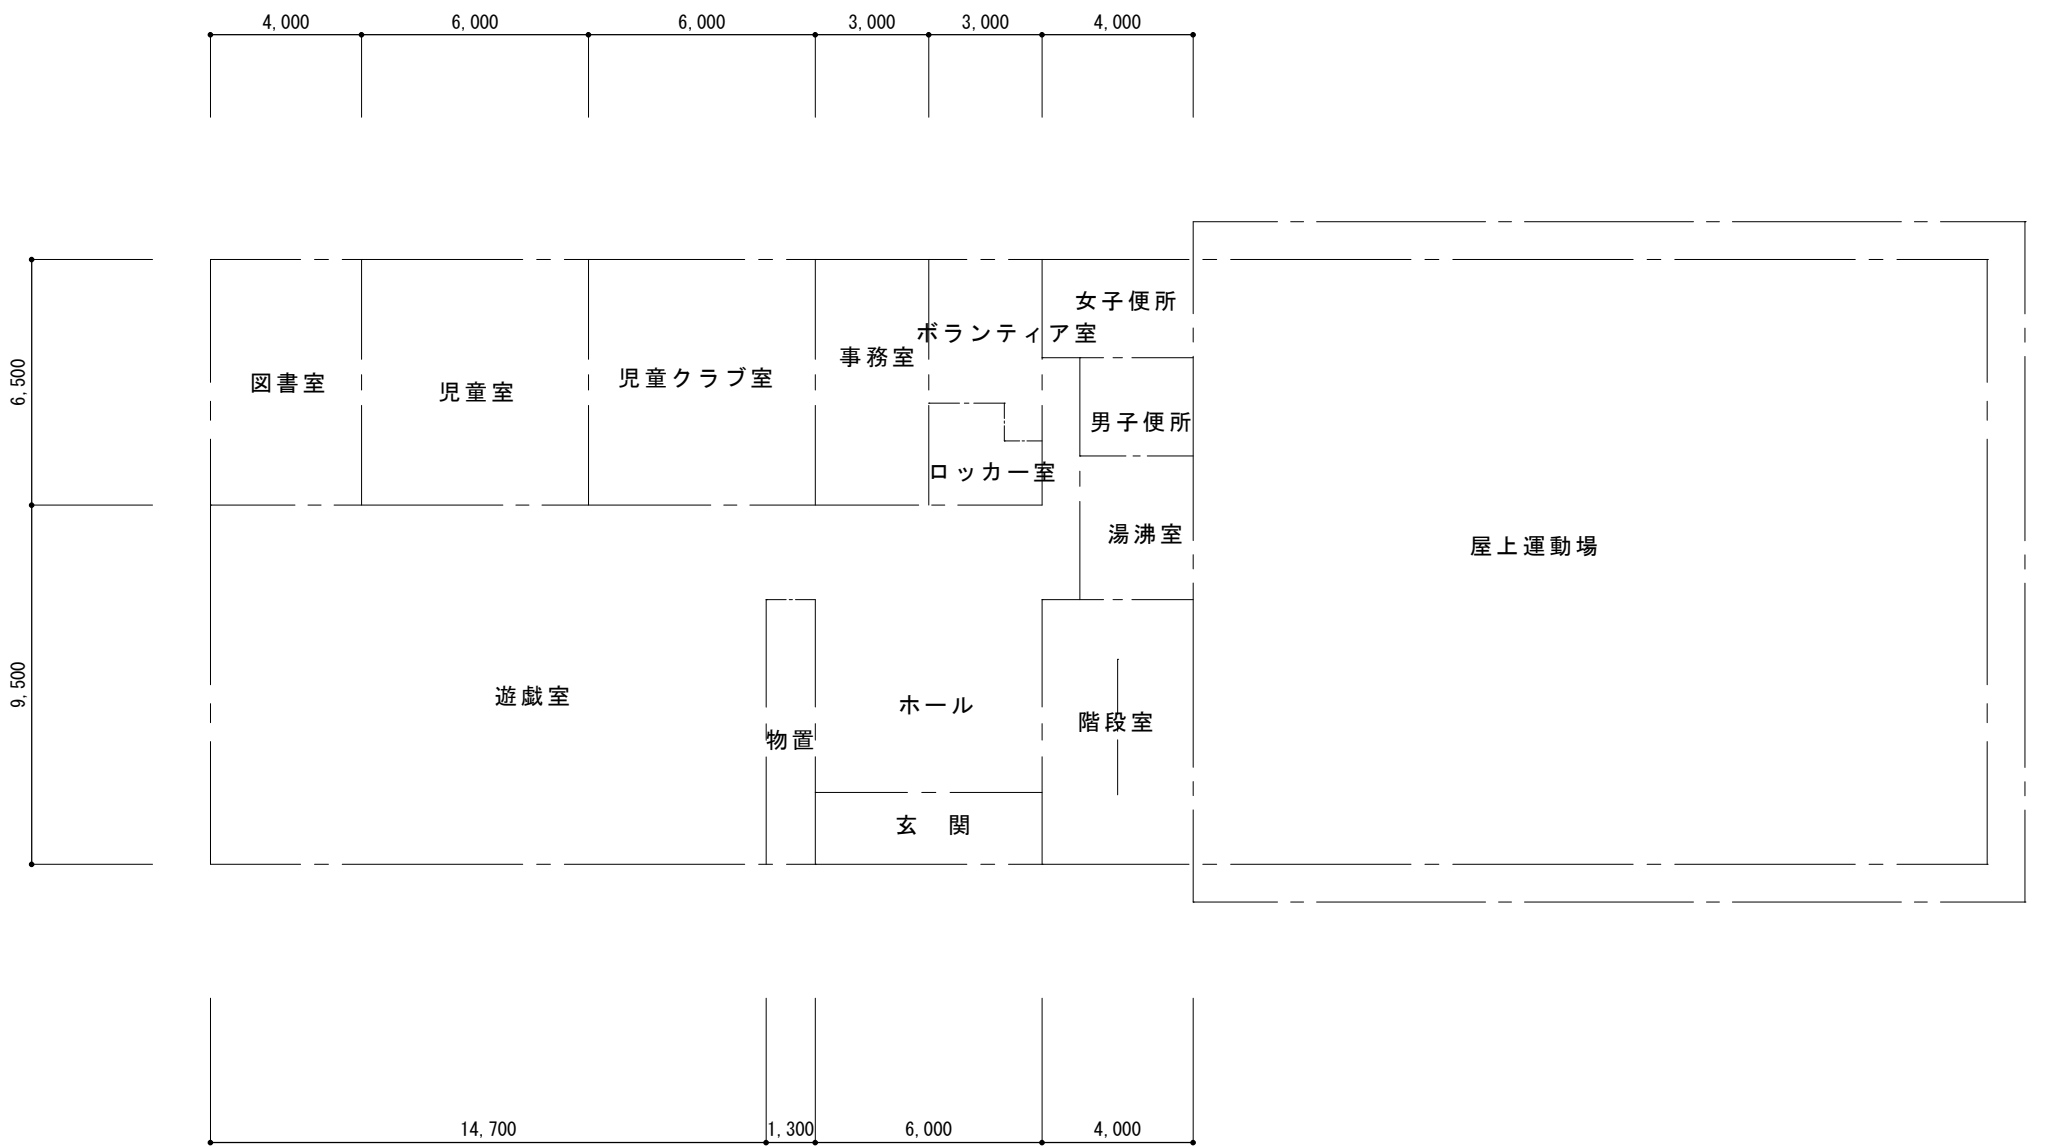 4,000 6,000 6,000 3,000 3,000 4,000
女子便所
ボランティア室
事務室
児童クラブ室
図書室
児童室
6,500
男子便所
ロッカー室
湯沸室
屋上運動場
9,500
遊戯室
ホール
階段室
物置
玄 関
14,700 1,300 6,000 4,000